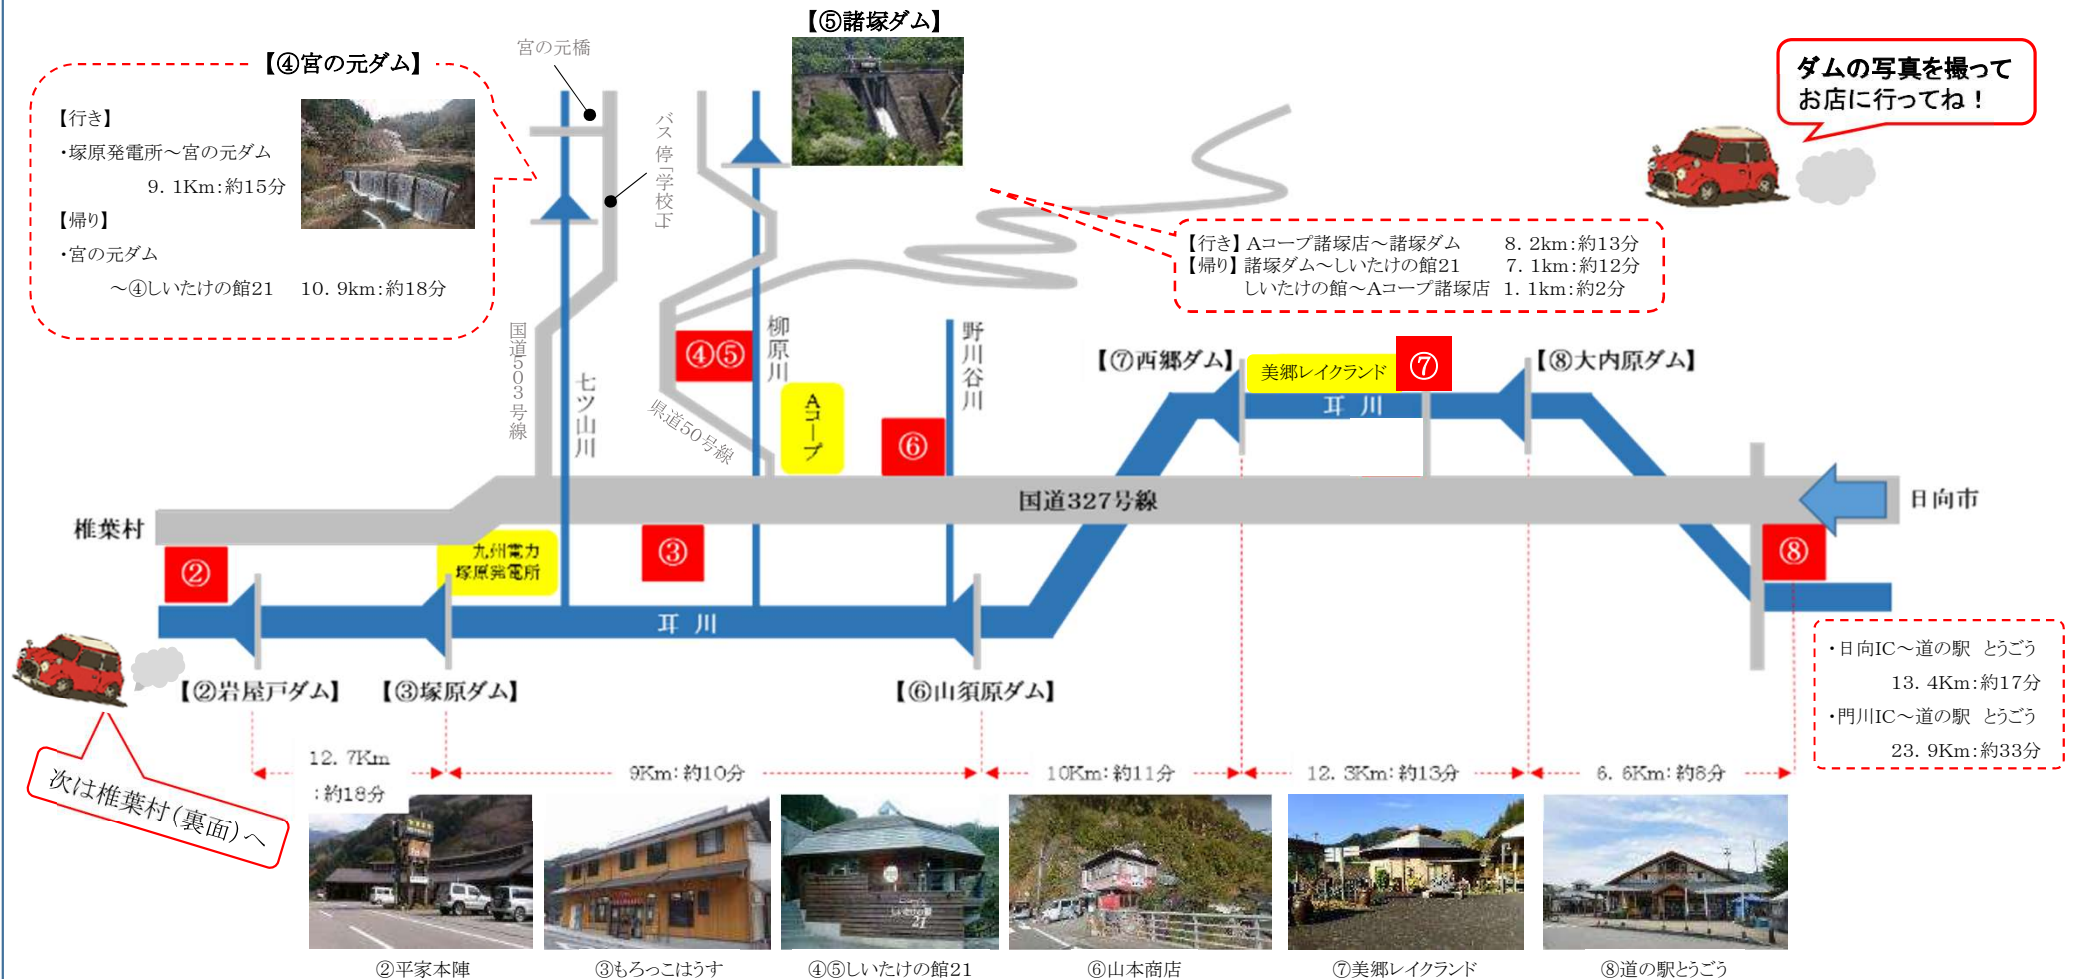 【⑤諸塚ダム】
宮の元橋
【④宮の元ダム】
【行き】
・塚原発電所～宮の元ダム
9. 1Km:約15分
【帰り】
・宮の元ダム
～④しいたけの館21 10. 9km:約18分
バス停「学校下」
ダムの写真を撮って
お店に行ってね！
【行き】Aコープ諸塚店～諸塚ダム 8. 2km:約13分
【帰り】諸塚ダム～しいたけの館21 7. 1km:約12分
しいたけの館～Aコープ諸塚店 1. 1km:約2分
国道503号線
七ツ山川
④⑤
柳原川
県道50号線
Aコープ
⑥
野川谷川
【⑦西郷ダム】
美郷レイクランド
⑦
【⑧大内原ダム】
耳 川
国道327号線
日向市
椎葉村
②
九州電力
塚原発電所
③
⑧
耳 川
【②岩屋戸ダム】
【③塚原ダム】
【⑥山須原ダム】
・日向IC～道の駅 とうごう
13. 4Km:約17分
・門川IC～道の駅 とうごう
23. 9Km:約33分
次は椎葉村(裏面)へ
12. 7Km
:約18分
9Km:約10分
10Km:約11分
12. 3Km:約13分
6. 6Km:約8分
しいたけの館
21
②平家本陣
③もろっこはうす
④⑤しいたけの館21
⑥山本商店
⑦美郷レイクランド
⑧道の駅とうごう